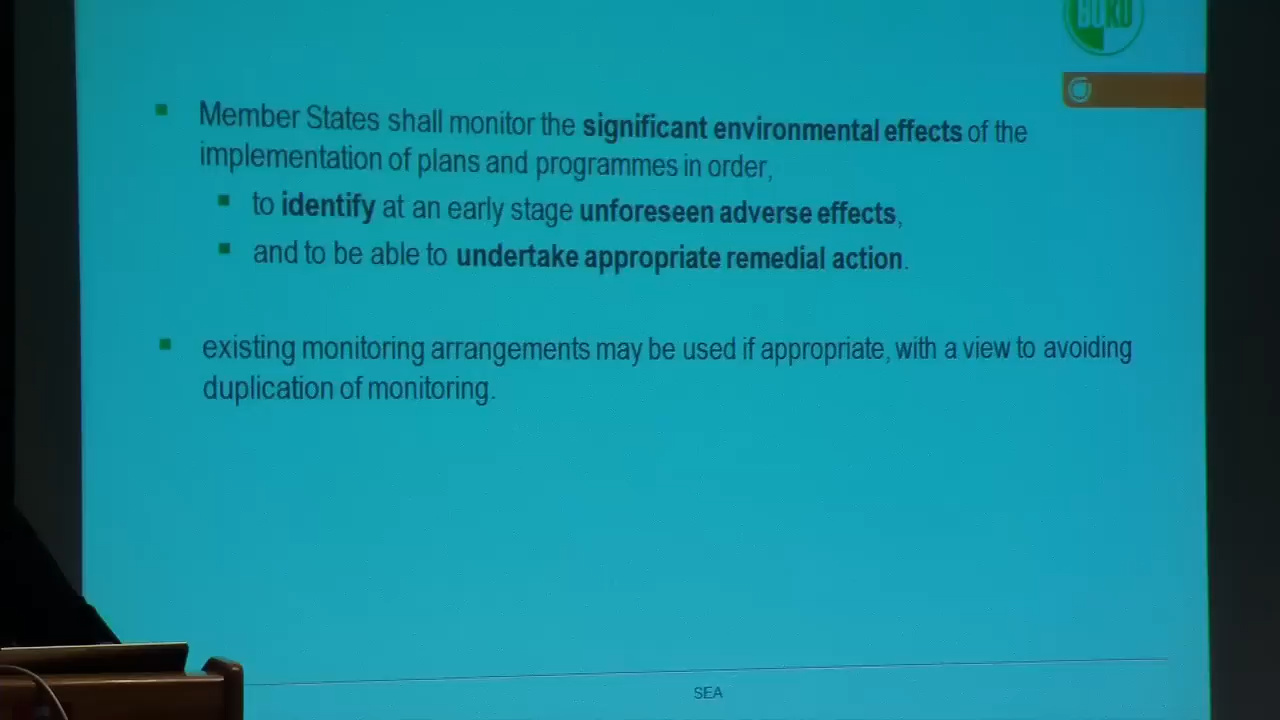 BOKU
Member States shall monitor the significant environmental effects of the
implementation of plans and programmes in order,
to identify at an early stage unforeseen adverse effects,
and to be able to undertake appropriate remedial action.
existing monitoring arrangements may be used if appropriate, with a view to avoiding
duplication of monitoring.
SEA